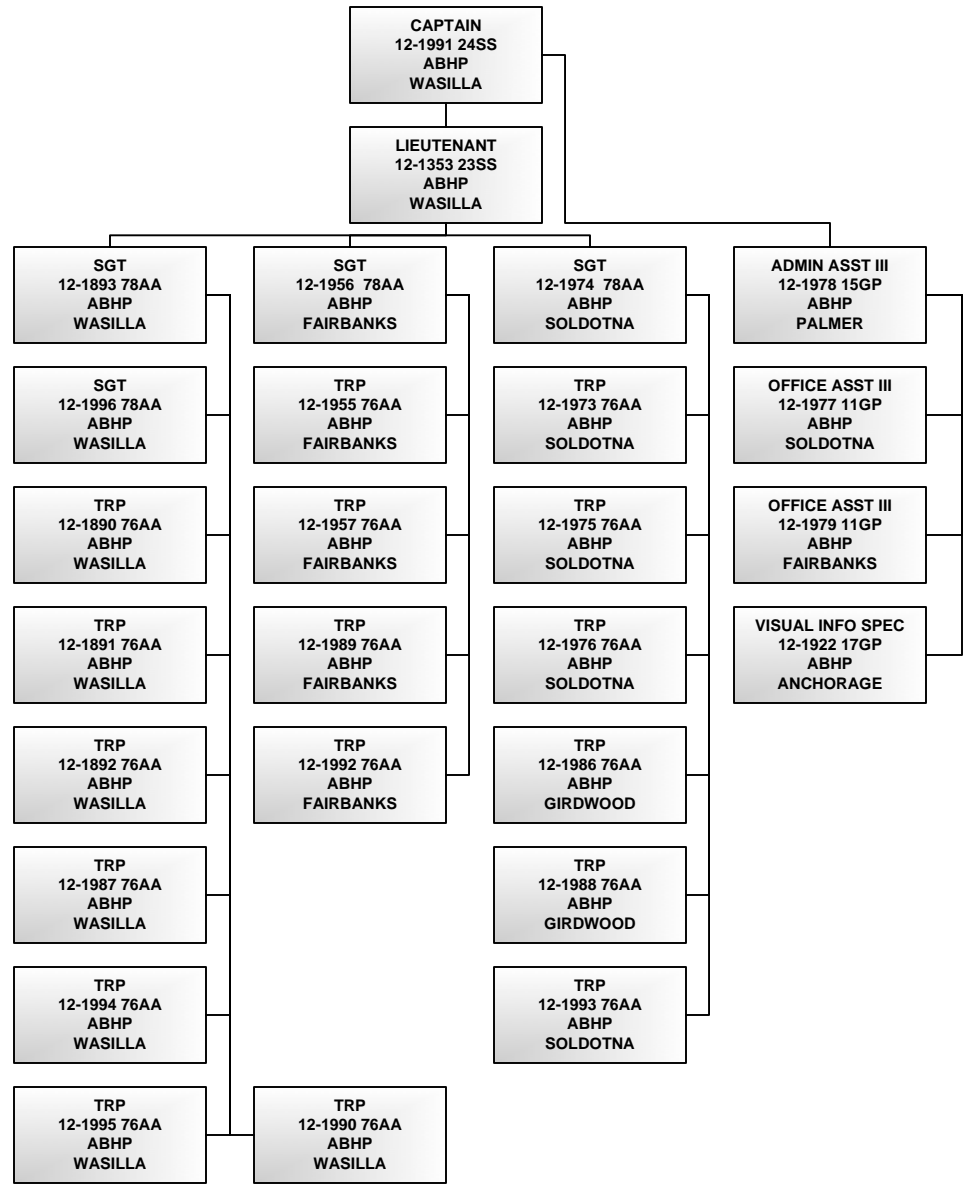 CAPTAIN
12-1991 24SS
ABHP
WASILLA
LIEUTENANT
12-1353 23SS
ABHP
WASILLA
SGT
12-1893 78AA
ABHP
WASILLA
SGT
12-1996 78AA
ABHP
WASILLA
TRP
12-1890 76AA
ABHP
WASILLA
TRP
12-1891 76AA
ABHP
WASILLA
TRP
12-1892 76AA
ABHP
WASILLA
TRP
12-1987 76AA
ABHP
WASILLA
TRP
12-1994 76AA
ABHP
WASILLA
TRP
12-1995 76AA
ABHP
WASILLA
TRP
12-1990 76AA
ABHP
WASILLA
SGT
12-1956  78AA
ABHP
FAIRBANKS
TRP
12-1955 76AA
ABHP
FAIRBANKS
TRP
12-1957 76AA
ABHP
FAIRBANKS
TRP
12-1989 76AA
ABHP
FAIRBANKS
TRP
12-1992 76AA
ABHP
FAIRBANKS
SGT
12-1974  78AA
ABHP
SOLDOTNA
TRP
12-1973 76AA
ABHP
SOLDOTNA
TRP
12-1975 76AA
ABHP
SOLDOTNA
TRP
12-1976 76AA
ABHP
SOLDOTNA
TRP
12-1986 76AA
ABHP
GIRDWOOD
TRP
12-1988 76AA
ABHP
GIRDWOOD
TRP
12-1993 76AA
ABHP
SOLDOTNA
ADMIN ASST III
12-1978 15GP
ABHP
PALMER
OFFICE ASST III
12-1977 11GP
ABHP
SOLDOTNA
OFFICE ASST III
12-1979 11GP
ABHP
FAIRBANKS
VISUAL INFO SPEC
12-1922 17GP
ABHP
ANCHORAGE